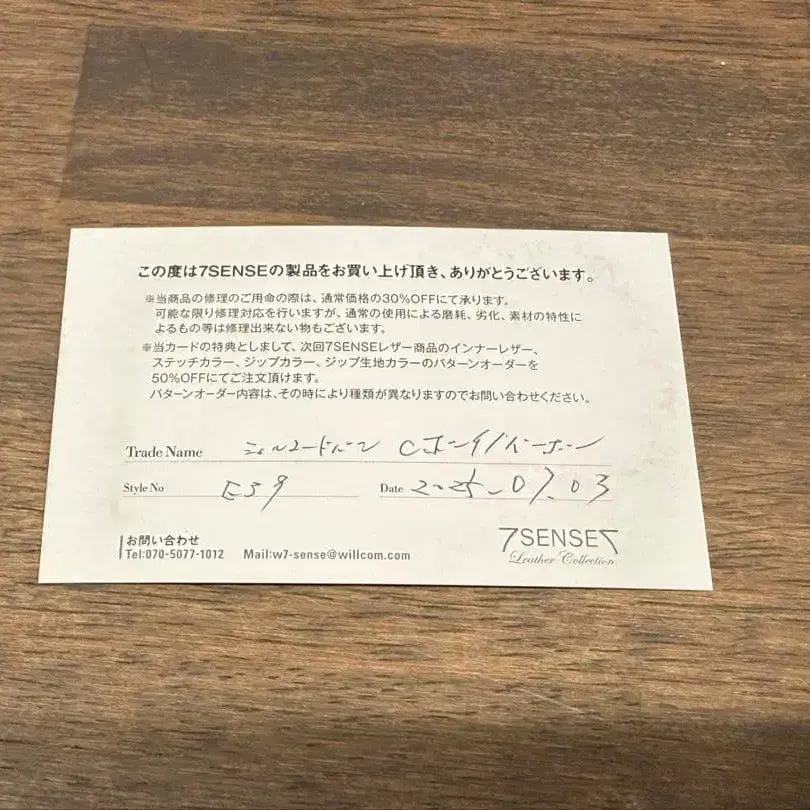 この度は7SENSEの製品をお買い上げ頂き、ありがとうございます。
※当商品の修理のご用命の際は、通常価格の30%OFFにて承ります。
可能な限り修理対応を行いますが、通常の使用による磨耗、劣化、素材の特性に
よるもの等は修理出来ない物もございます。
※当カードの特典としまして、次回7SENSEレザー商品のインナーレザー、
ステッチカラー、ジップカラー、ジップ生地カラーのパターンオーダーを
50%OFFにてご注文頂けます。
パターンオーダー内容は、その時により種類が異なりますのでお問い合わせください。
Trade Name シェルコードバン
Style No E59
Date 2025.07.03
お問い合わせ
Tel:070-5077-1012 Mail:w7-sense@willcom.com
7SENSE7
Leather Collection